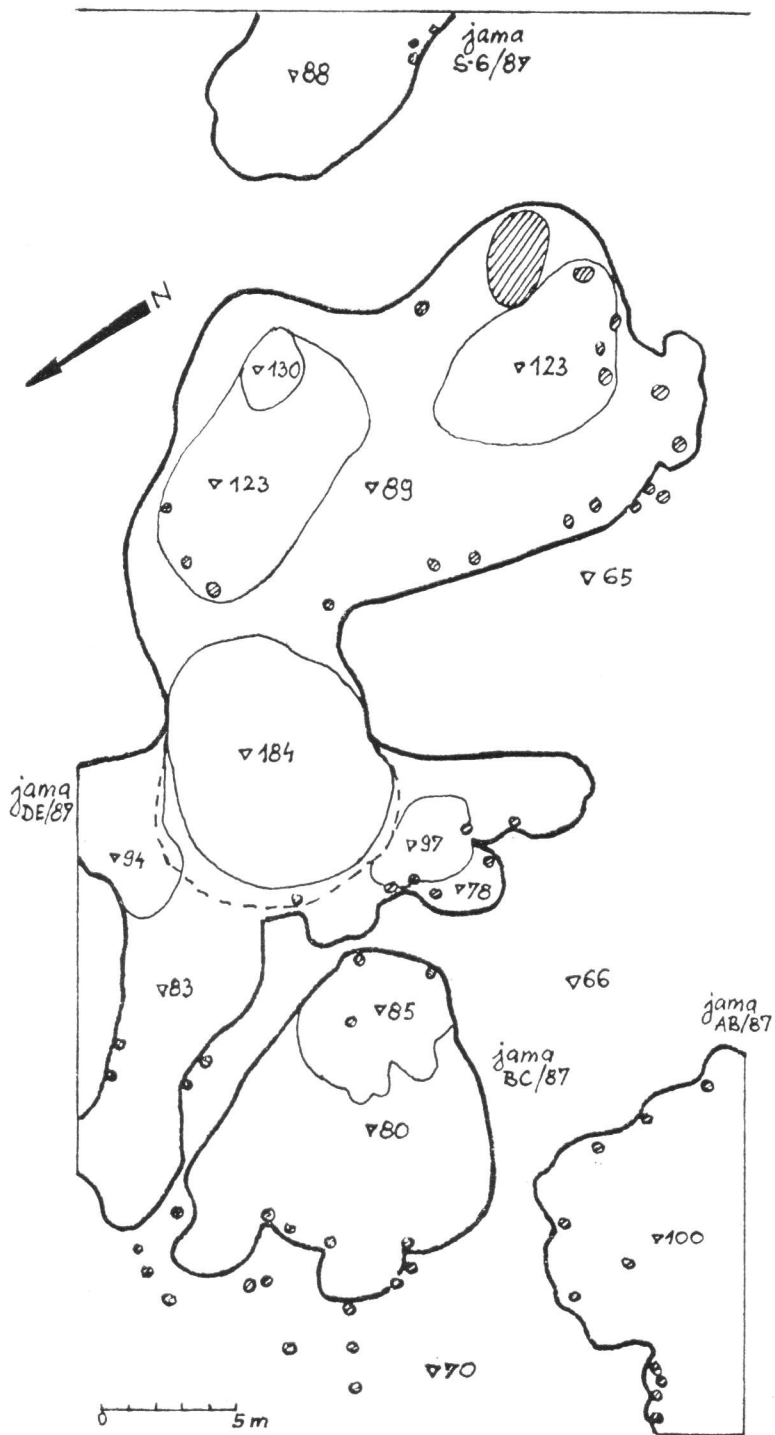 jama
S-6/87
▿88
N
▿130
▿123
▿123
▿89
▿65
▿184
jama
DE/87
▿94
▿97
▿78
▿83
▿66
jama
AB/87
▿85
jama
BC/87
▿80
▿100
▿70
0 5m